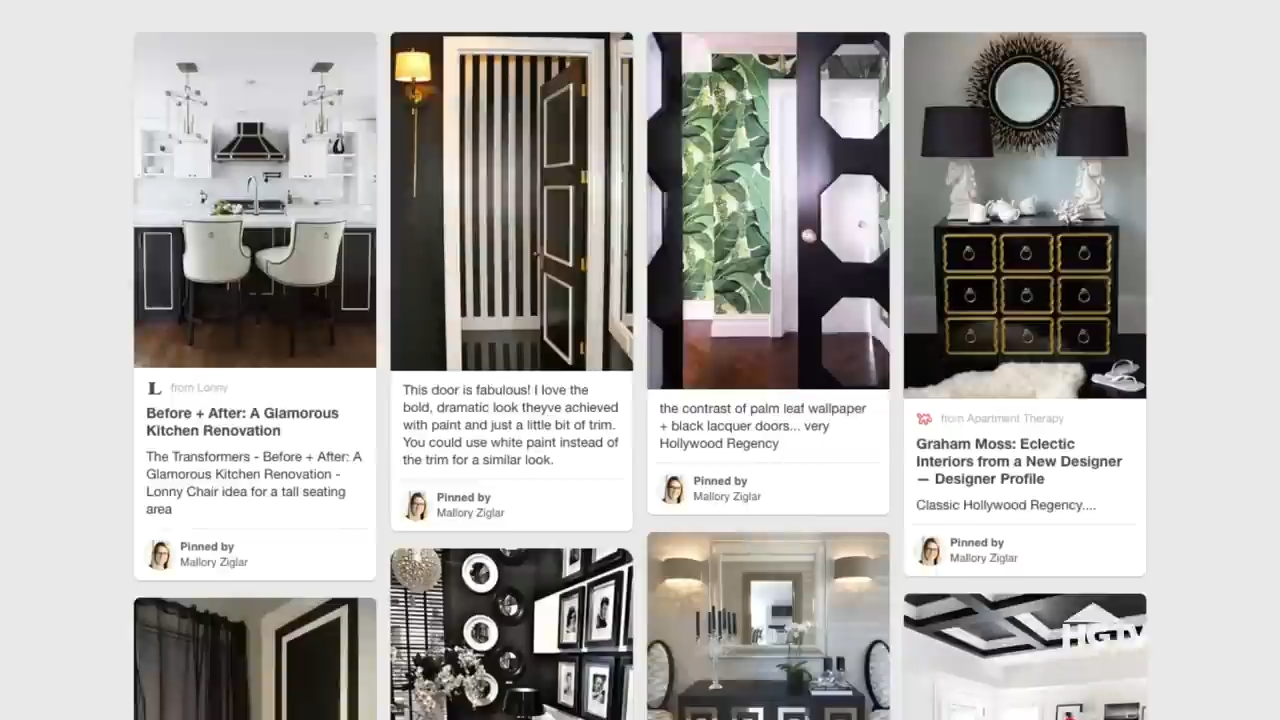 L from Lonny
Before + After: A Glamorous
Kitchen Renovation
The Transformers - Before + After: A
Glamorous Kitchen Renovation -
Lonny Chair idea for a tall seating
area
Pinned by
Mallory Ziglar
This door is fabulous! I love the
bold, dramatic look theyve achieved
with paint and just a little bit of trim.
You could use white paint instead of
the trim for a similar look.
Pinned by
Mallory Ziglar
the contrast of palm leaf wallpaper
+ black lacquer doors... very
Hollywood Regency
Pinned by
Mallory Ziglar
from Apartment Therapy
Graham Moss: Eclectic
Interiors from a New Designer
— Designer Profile
Classic Hollywood Regency....
Pinned by
Mallory Ziglar
HGTV